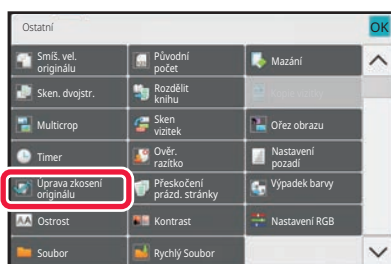 Ostatní
OK
Smíš. vel.
originálu
Původní
počet
Mazání
Sken. dvojstr.
Rozdělit
knihu
Multicrop
Sken
vizitek
Ořez obrazu
Timer
Ověr.
razítko
Nastavení
pozadí
Úprava zkosení
originálu
Přeskočení
prázd. stránky
Výpadek barvy
Ostrost
Kontrast
Nastavení RGB
Soubor
Rychlý Soubor